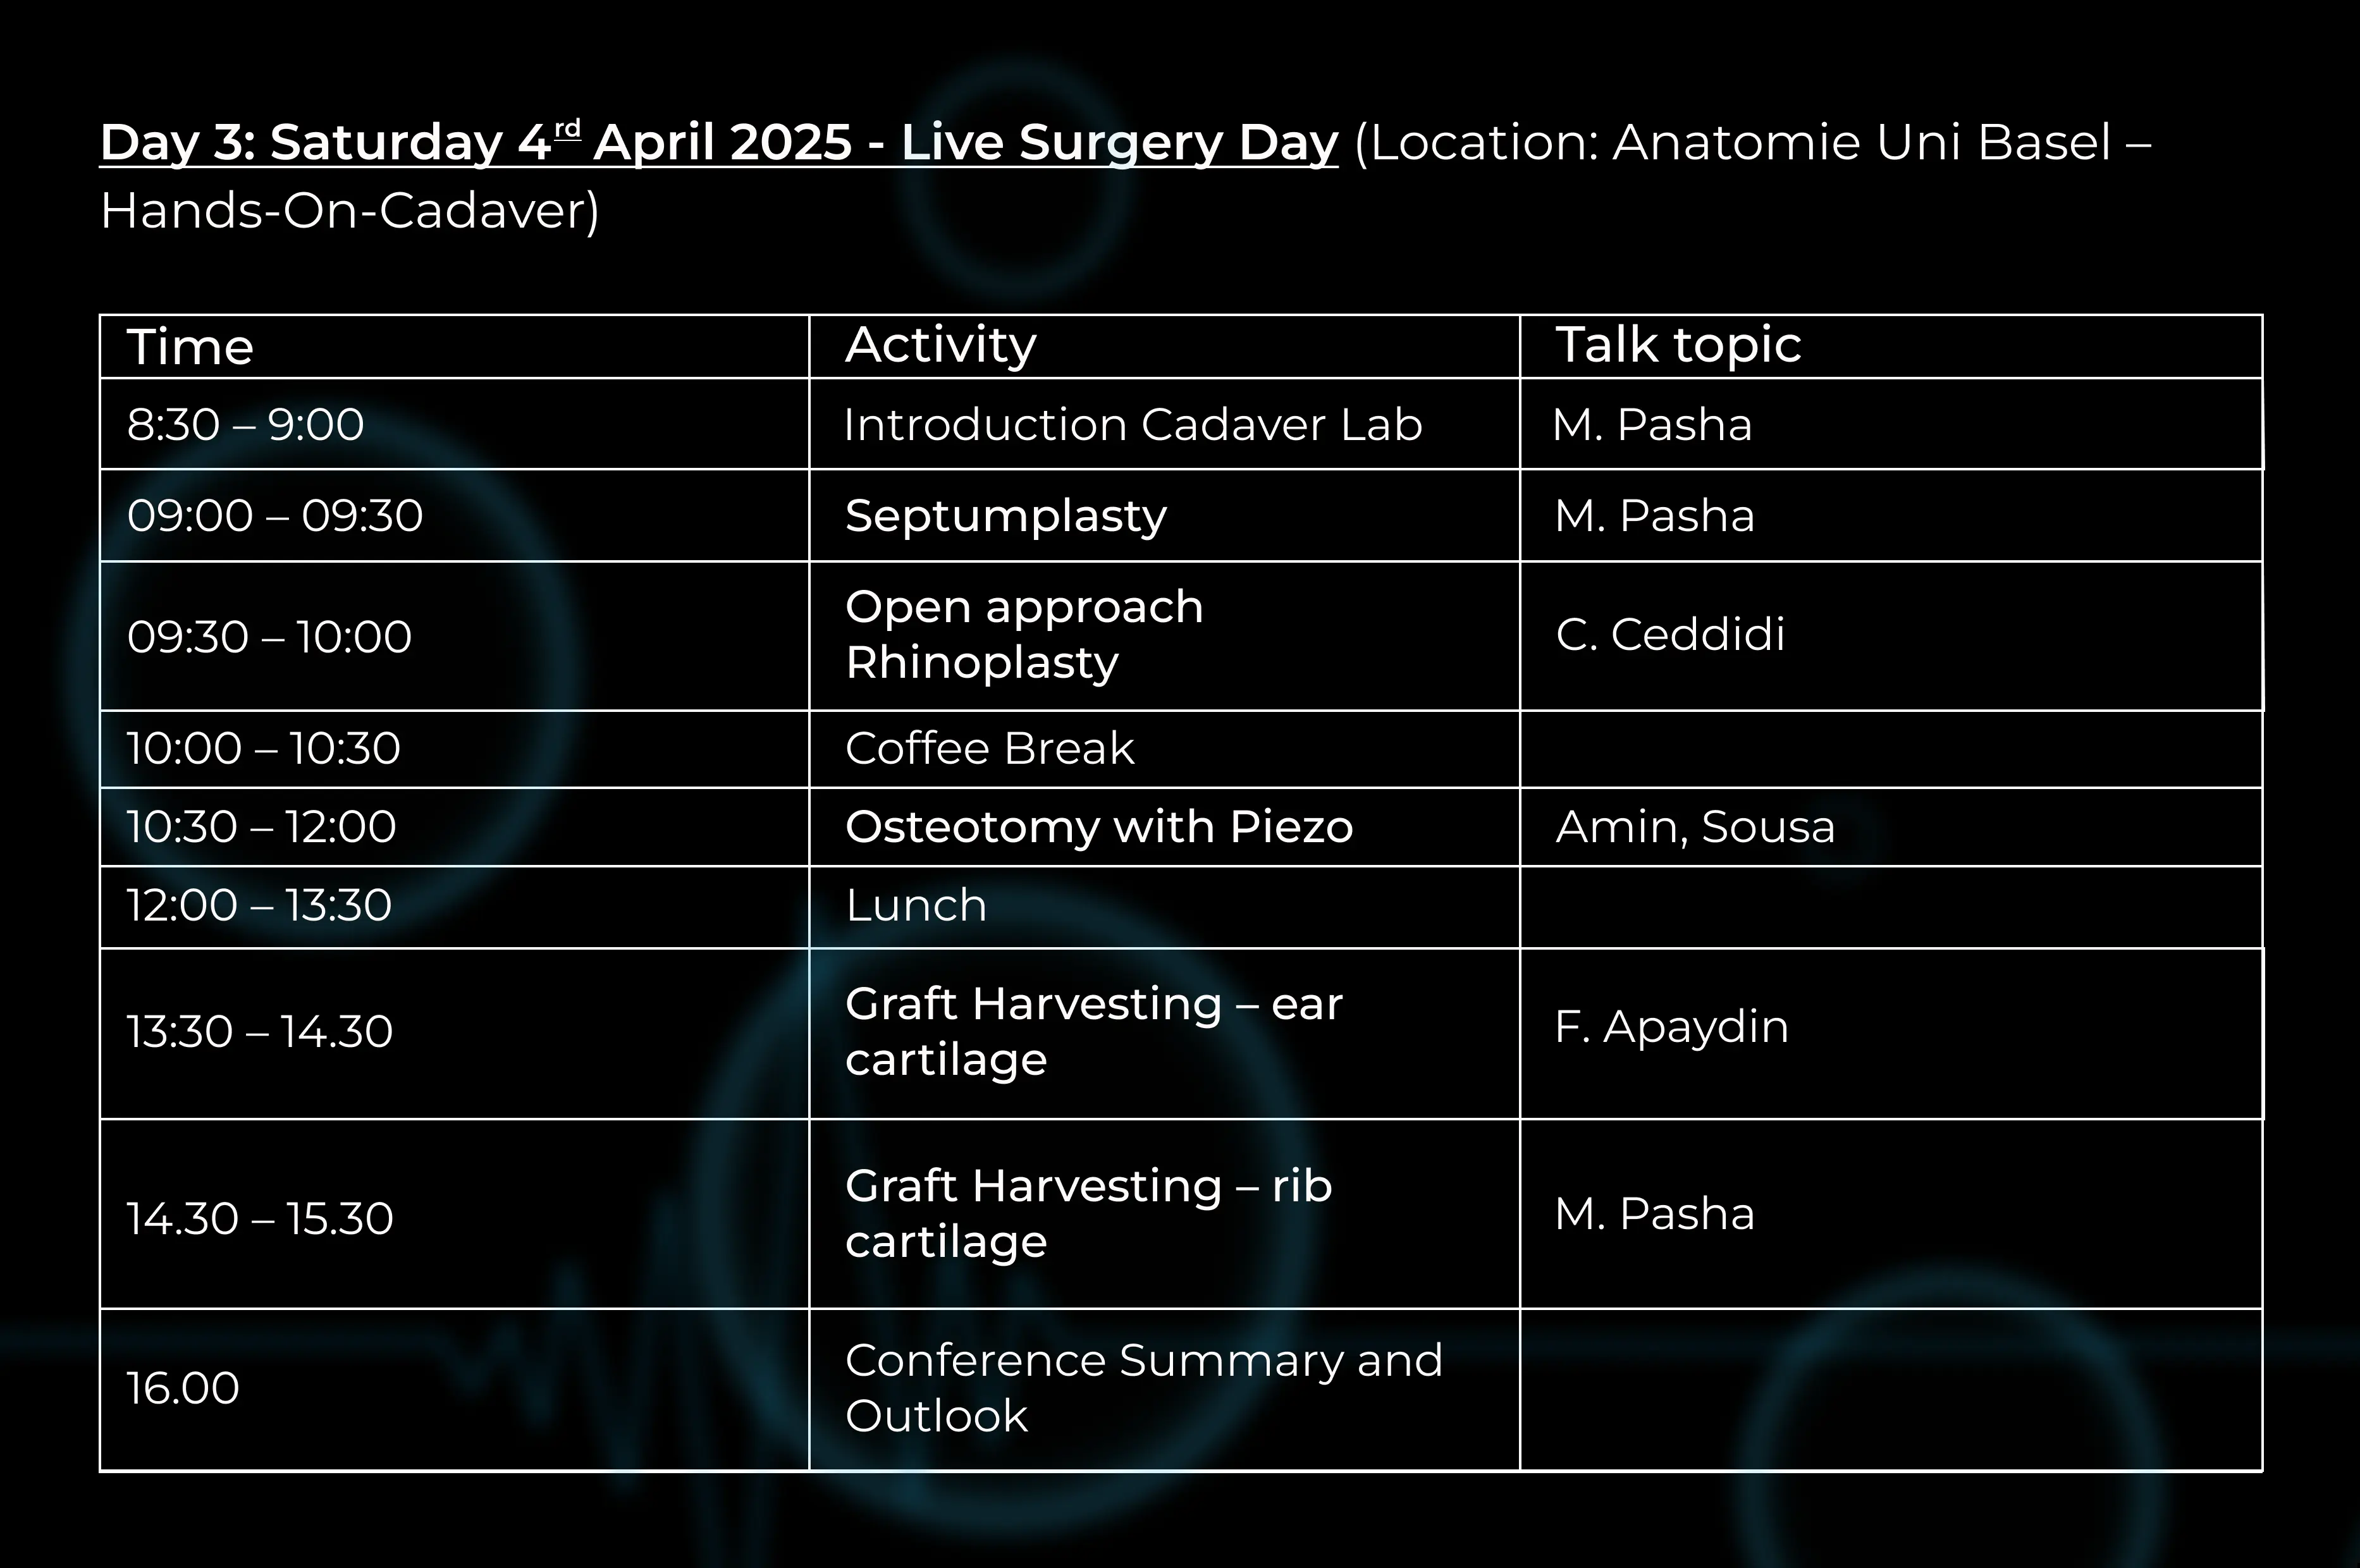 Day 3: Saturday 4rd April 2025 - Live Surgery Day (Location: Anatomie Uni Basel –
Hands-On-Cadaver)
Time Activity Talk topic
8:30 – 9:00 Introduction Cadaver Lab M. Pasha
09:00 – 09:30 Septumplasty M. Pasha
09:30 – 10:00 Open approach
Rhinoplasty C. Ceddidi
10:00 – 10:30 Coffee Break
10:30 – 12:00 Osteotomy with Piezo Amin, Sousa
12:00 – 13:30 Lunch
13:30 – 14.30 Graft Harvesting – ear
cartilage F. Apaydin
14.30 – 15.30 Graft Harvesting – rib
cartilage M. Pasha
16.00 Conference Summary and
Outlook